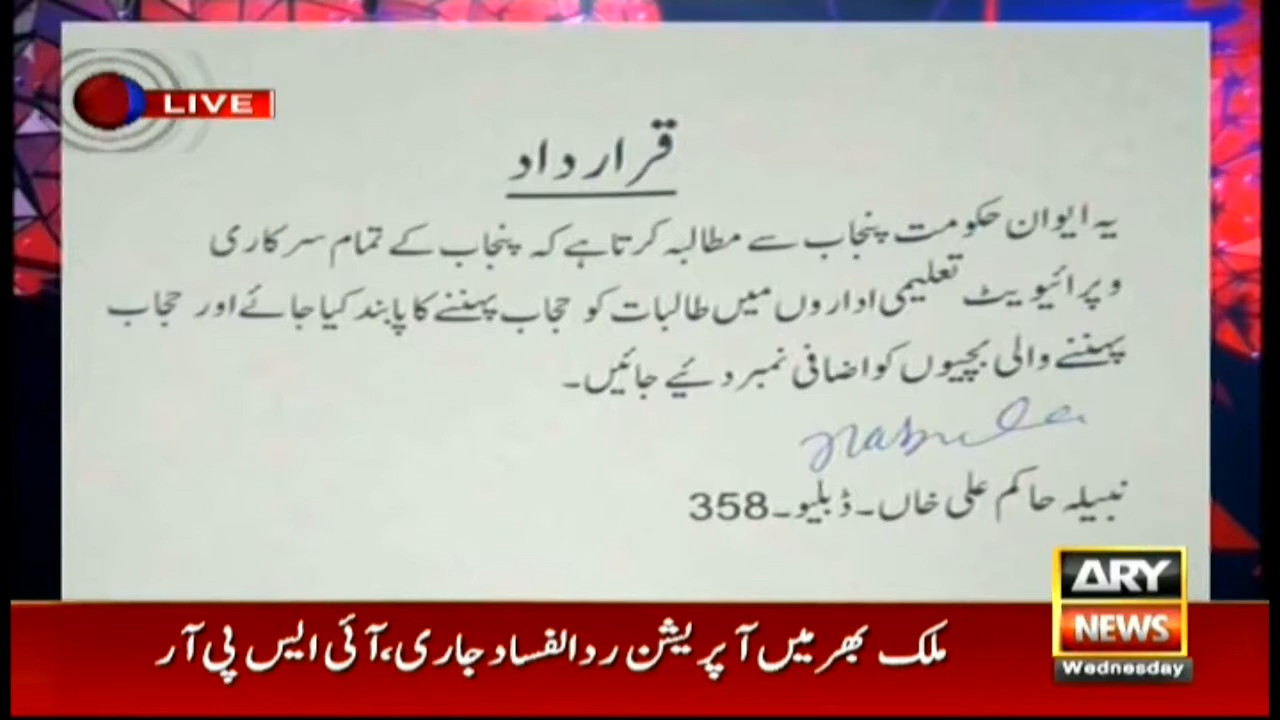 LIVE
قرارداد
یہ ایوان حکومت پنجاب سے مطالبہ کرتا ہے کہ پنجاب کے تمام سرکاری
و پرائیویٹ تعلیمی اداروں میں طالبات کو حجاب پہننے کا پابند کیا جائے اور حجاب
پہننے والی بچیوں کو اضافی نمبر دئیے جائیں۔
Nabeela
نبیلہ حاکم علی خاں۔ ڈبلیو۔358
ARY
NEWS
Wednesday
ملک بھر میں آپریشن ردالفساد جاری، آئی ایس پی آر